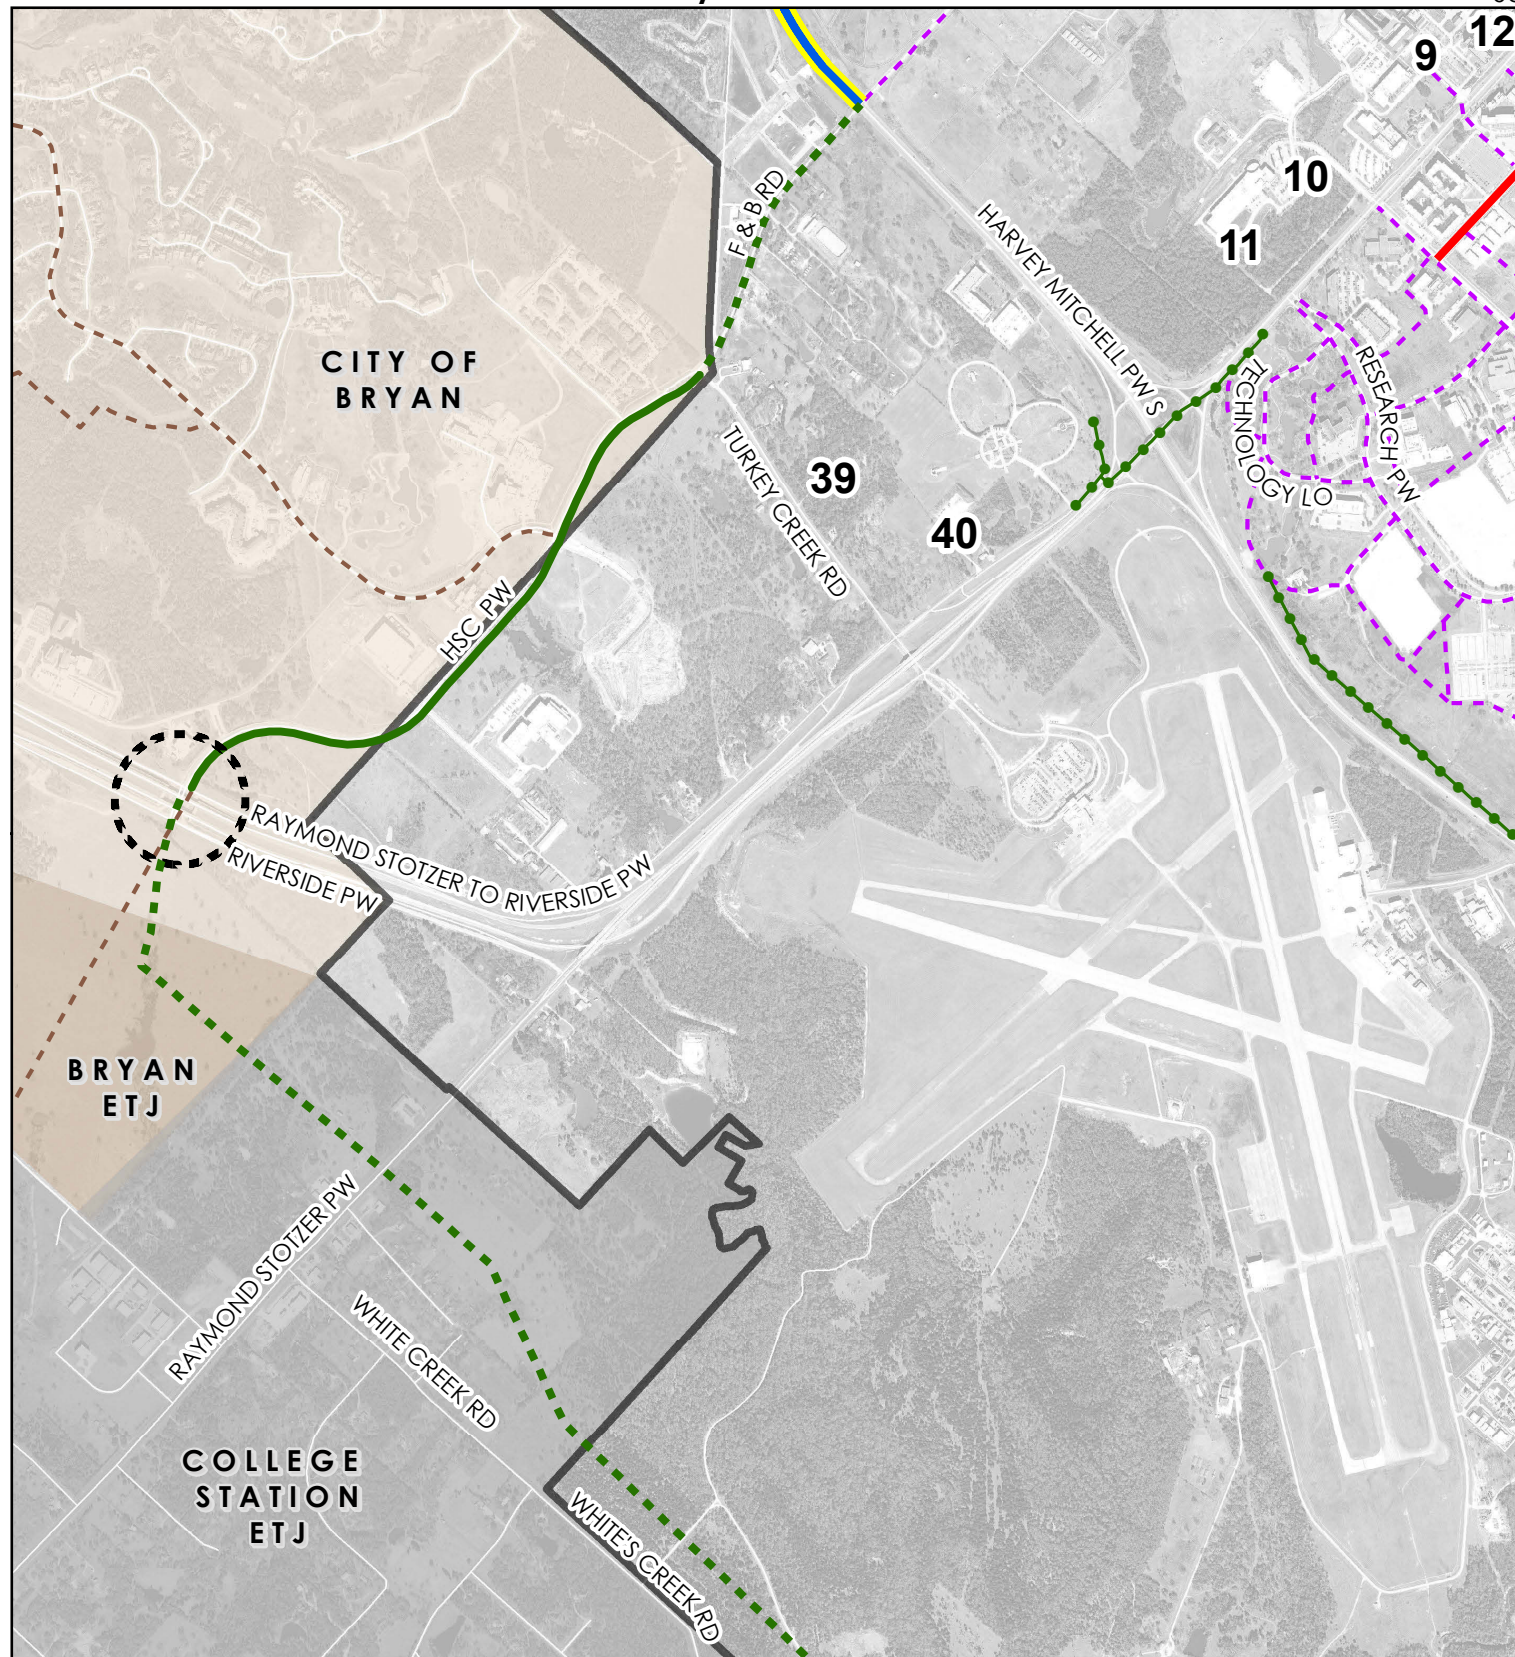 12
9
10
11
F & B RD
HARVEY MITCHELL PW S
CITY OF
BRYAN
TECHNOLOGY LO
RESEARCH PW
TURKEY CREEK RD
39
40
HSC PW
RAYMOND STOTZER TO RIVERSIDE PW
RIVERSIDE PW
BRYAN
ETJ
RAYMOND STOTZER PW
WHITE CREEK RD
COLLEGE
STATION
ETJ
WHITE'S CREEK RD